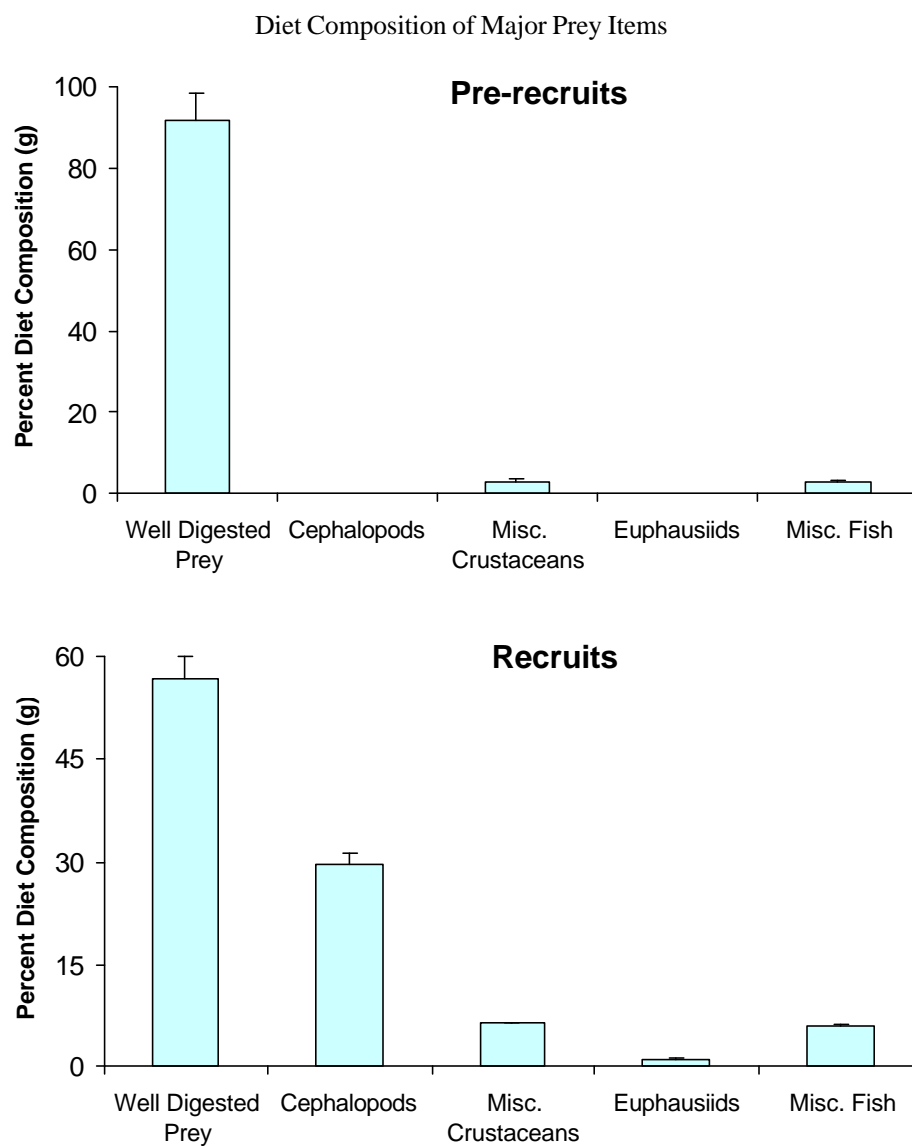 Diet Composition of Major Prey Items
Pre-recruits
Percent Diet Composition (g)
100
80
60
40
20
0
Well Digested Cephalopods Misc. Euphausiids Misc. Fish
Prey Crustaceans
Recruits
Percent Diet Composition (g)
60
45
30
15
0
Well Digested Cephalopods Misc. Euphausiids Misc. Fish
Prey Crustaceans